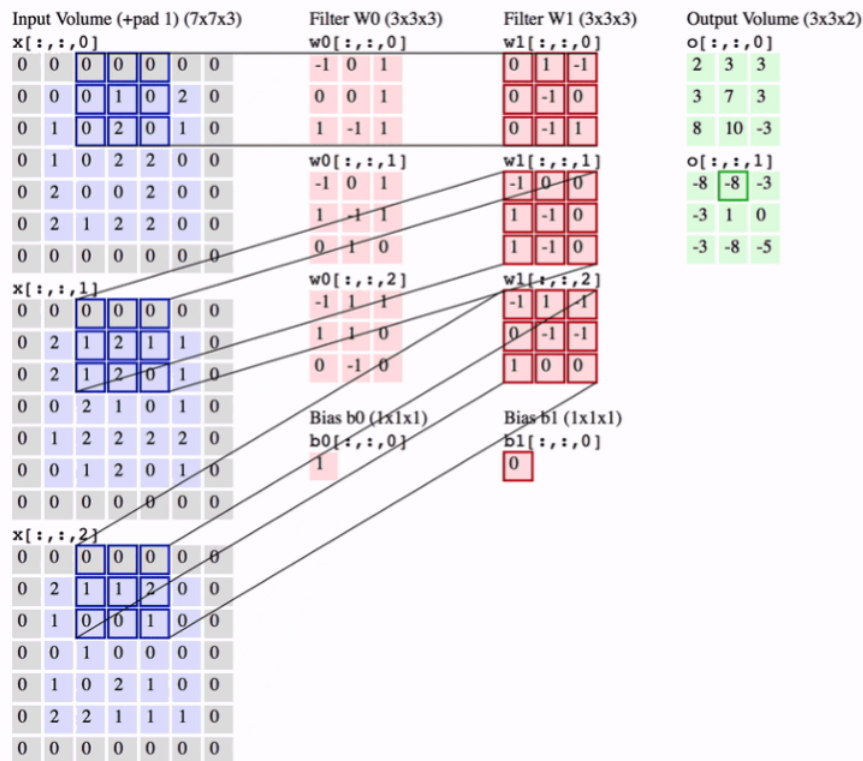 Input Volume (+pad 1) (7x7x3) Filter W0 (3x3x3) Filter W1 (3x3x3) Output Volume (3x3x2)
x[:,:,0] w0[:,:,0] w1[:,:,0] o[:,:,0]
0 0 0 0 0 0 0 -1 0 1 0 1 -1 2 3 3
0 0 0 1 0 2 0 0 0 1 0 -1 0 3 7 3
0 1 0 2 0 1 0 1 -1 1 0 -1 1 8 10 -3
0 1 0 2 2 0 0 w0[:,:,1] w1[:,:,1] o[:,:,1]
0 2 0 0 2 0 0 -1 0 1 -1 0 0 -8 -8 -3
0 2 1 2 2 0 0 1 -1 1 1 -1 0 -3 1 0
0 0 0 0 0 0 0 0 1 0 1 -1 0 -3 -8 -5
x[:,:,1] w0[:,:,2] w1[:,:,2]
0 0 0 0 0 0 0 -1 1 1 -1 1 -1
0 2 1 2 1 1 0 1 1 0 0 -1 -1
0 2 1 2 0 1 0 0 -1 0 1 0 0
0 0 2 1 0 1 0 Bias b0 (1x1x1) Bias b1 (1x1x1)
0 1 2 2 2 2 0 b0[:,:,0] b1[:,:,0]
0 0 1 2 0 1 0 1 0
0 0 0 0 0 0 0
x[:,:,2]
0 0 0 0 0 0 0
0 2 1 1 2 0 0
0 1 0 0 1 0 0
0 0 1 0 0 0 0
0 1 0 2 1 0 0
0 2 2 1 1 1 0
0 0 0 0 0 0 0